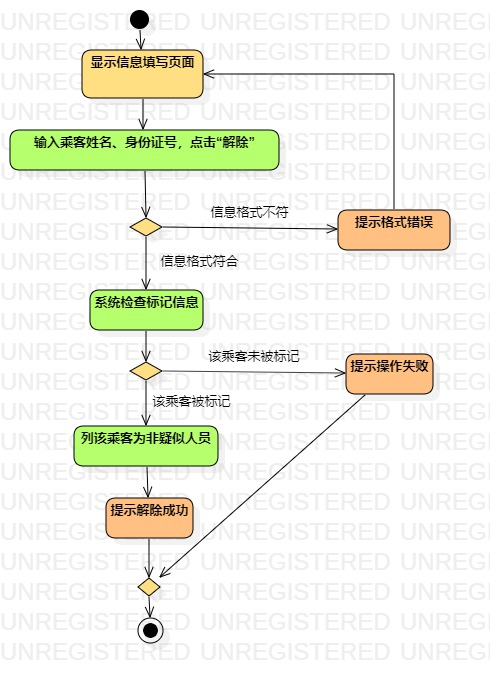 显示信息填写页面
输入乘客姓名、身份证号，点击“解除”
信息格式不符
提示格式错误
信息格式符合
系统检查标记信息
该乘客未被标记
提示操作失败
该乘客被标记
列该乘客为非疑似人员
提示解除成功
UNREGISTERED UNREGISTERED UNREGISTERED